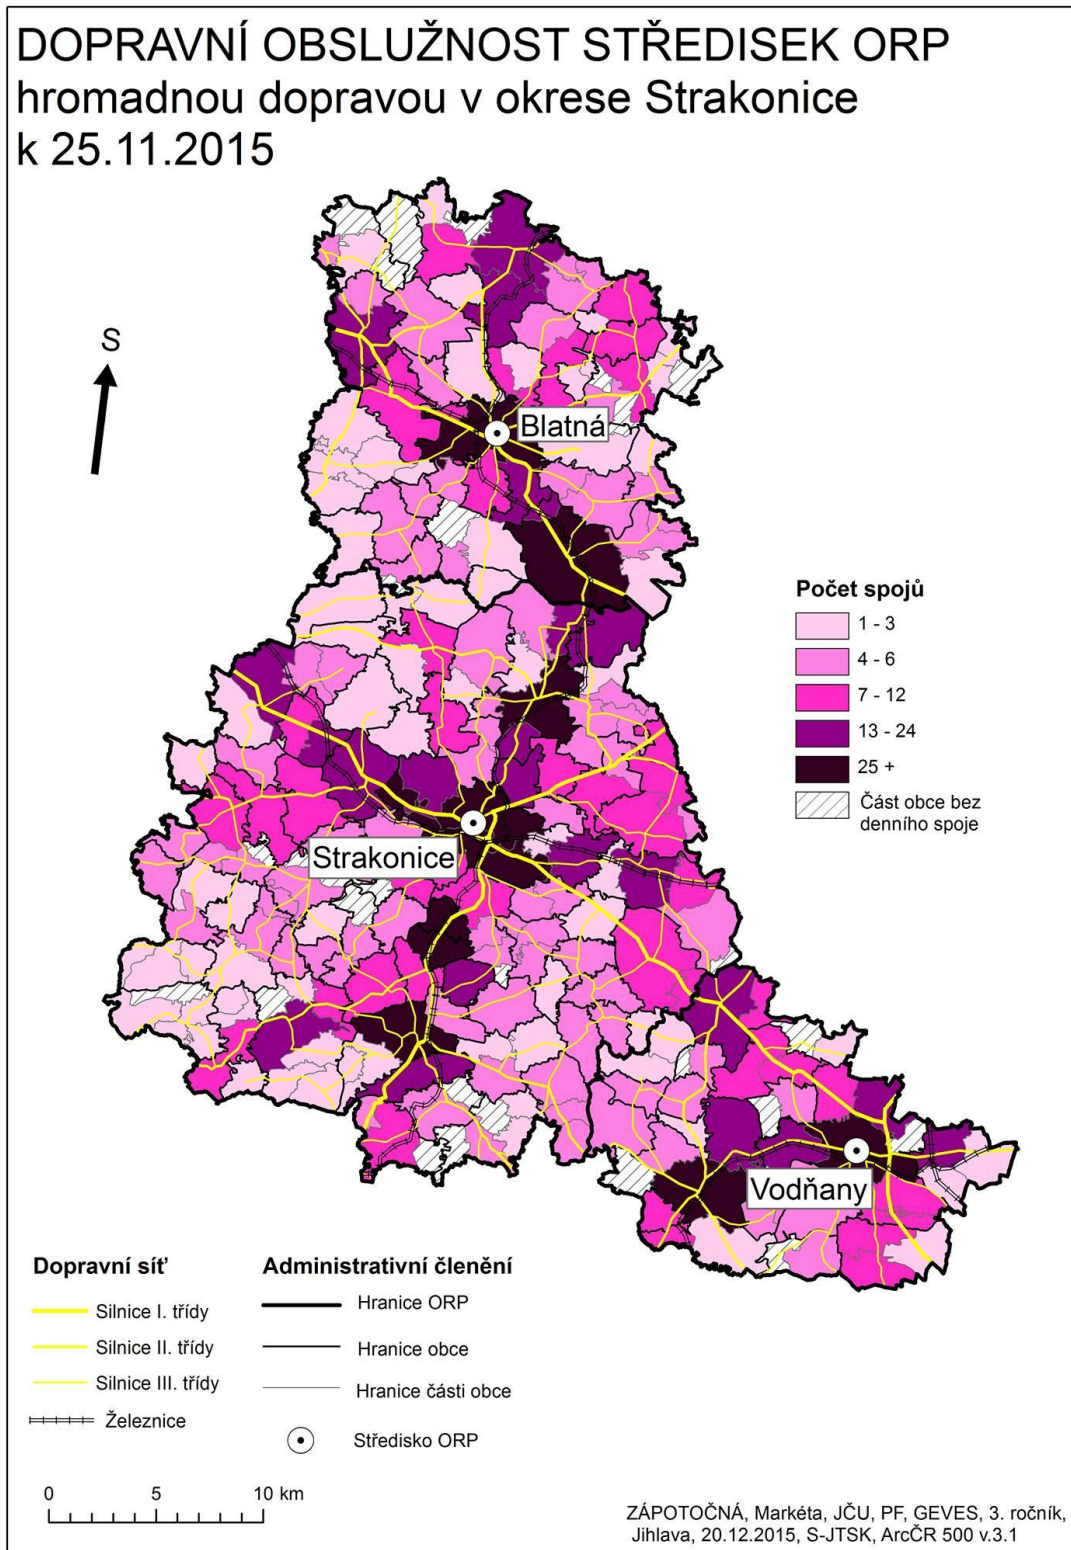 DOPRAVNÍ OBSLUŽNOST STŘEDISEK ORP
hromadnou dopravou v okrese Strakonice
k 25.11.2015
S
Blatná
Strakonice
Vodňany
Počet spojů
1 - 3
4 - 6
7 - 12
13 - 24
25 +
Část obce bez
denního spoje
Dopravní síť
Silnice I. třídy
Silnice II. třídy
Silnice III. třídy
Železnice
Administrativní členění
Hranice ORP
Hranice obce
Hranice části obce
Středisko ORP
0 5 10 km
ZÁPOTOČNÁ, Markéta, JČU, PF, GEVES, 3. ročník,
Jihlava, 20.12.2015, S-JTSK, ArcČR 500 v.3.1